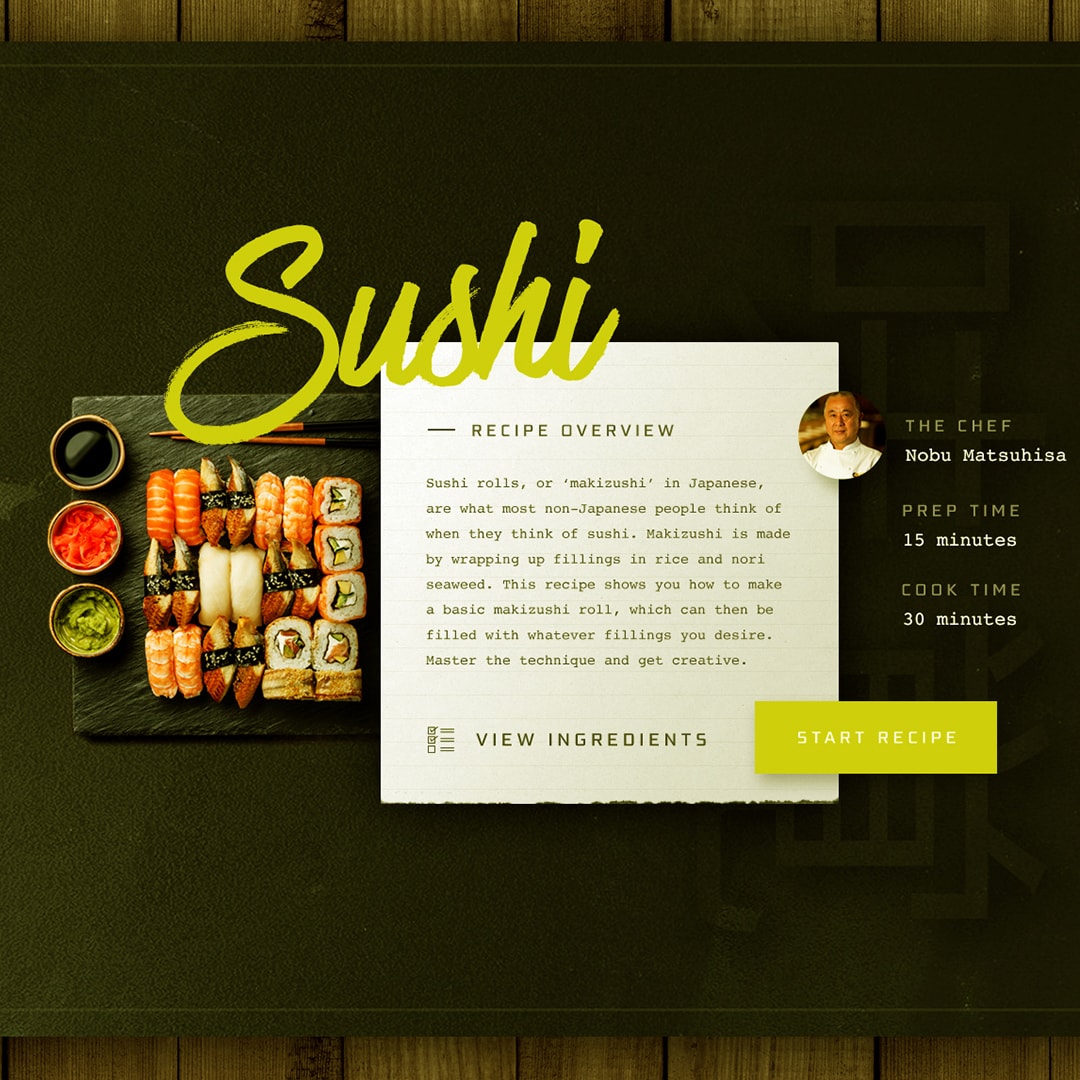 Sushi
RECIPE OVERVIEW
Sushi rolls, or ‘makizushi’ in Japanese,
are what most non-Japanese people think of
when they think of sushi. Makizushi is made
by wrapping up fillings in rice and nori
seaweed. This recipe shows you how to make
a basic makizushi roll, which can then be
filled with whatever fillings you desire.
Master the technique and get creative.
VIEW INGREDIENTS
THE CHEF
Nobu Matsuhisa
PREP TIME
15 minutes
COOK TIME
30 minutes
START RECIPE